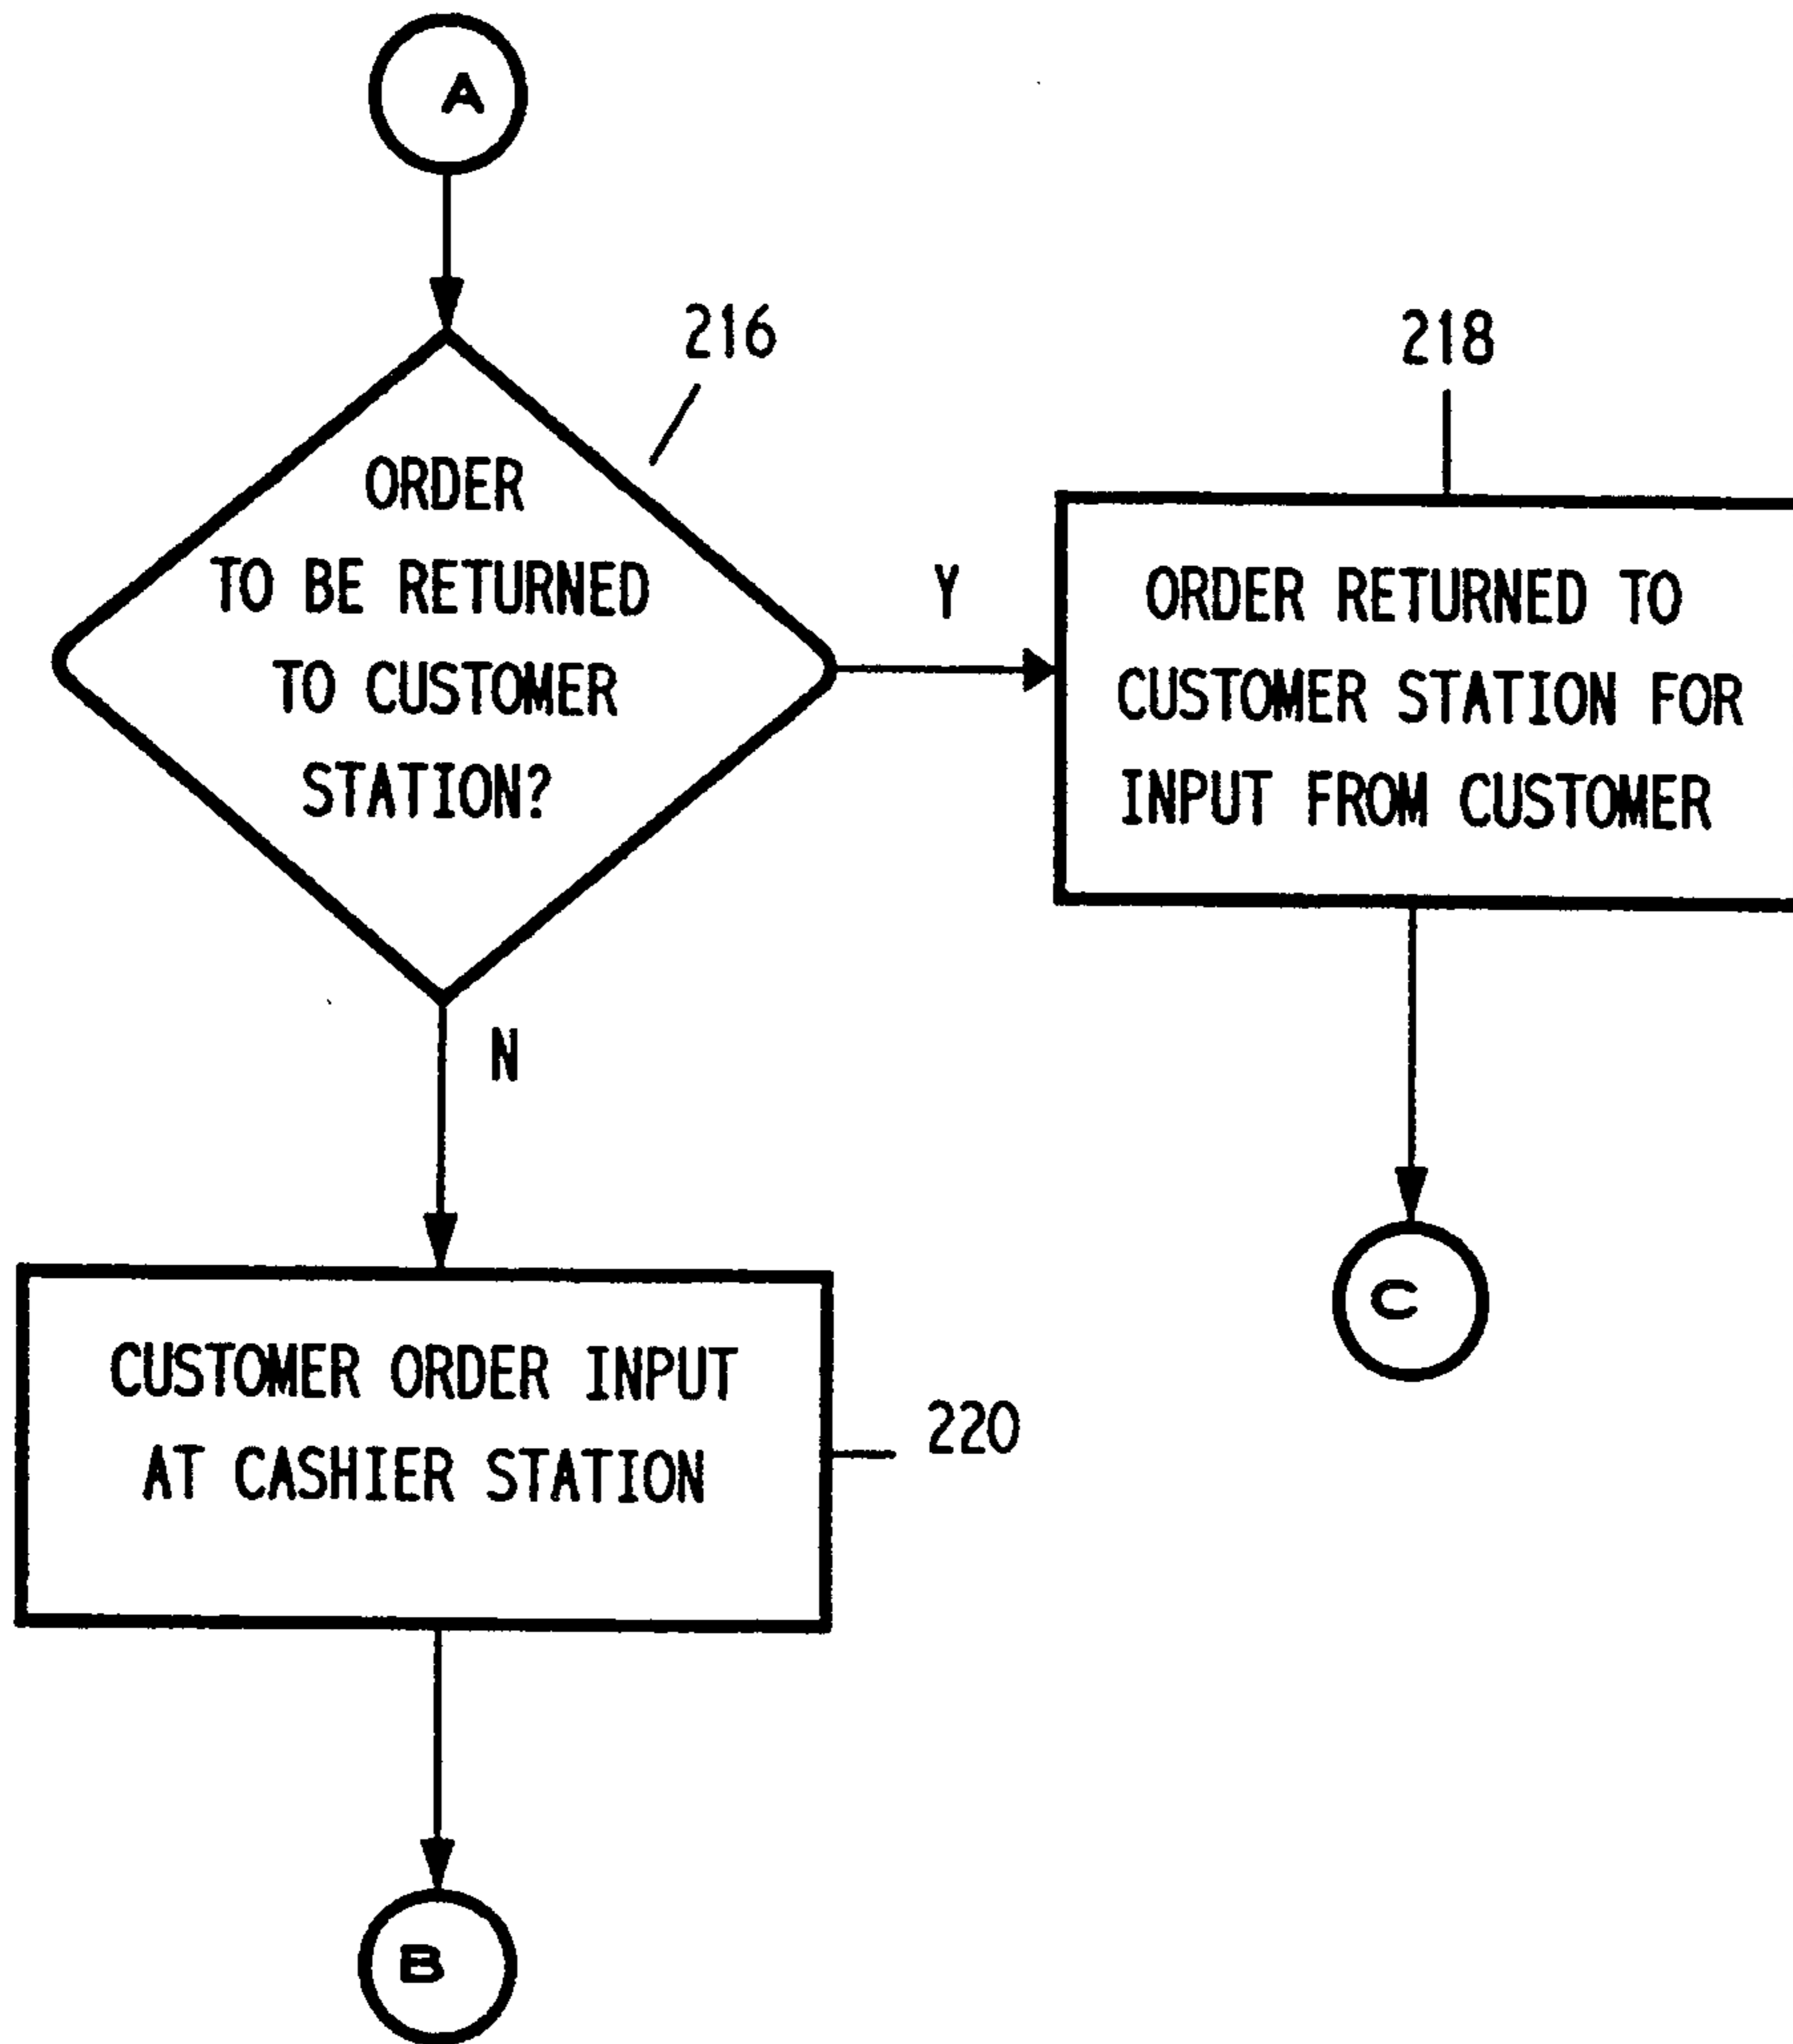 A
216
ORDER
TO BE RETURNED
TO CUSTOMER
STATION?
Y
218
ORDER RETURNED TO
CUSTOMER STATION FOR
INPUT FROM CUSTOMER
N
C
CUSTOMER ORDER INPUT
AT CASHIER STATION
220
B